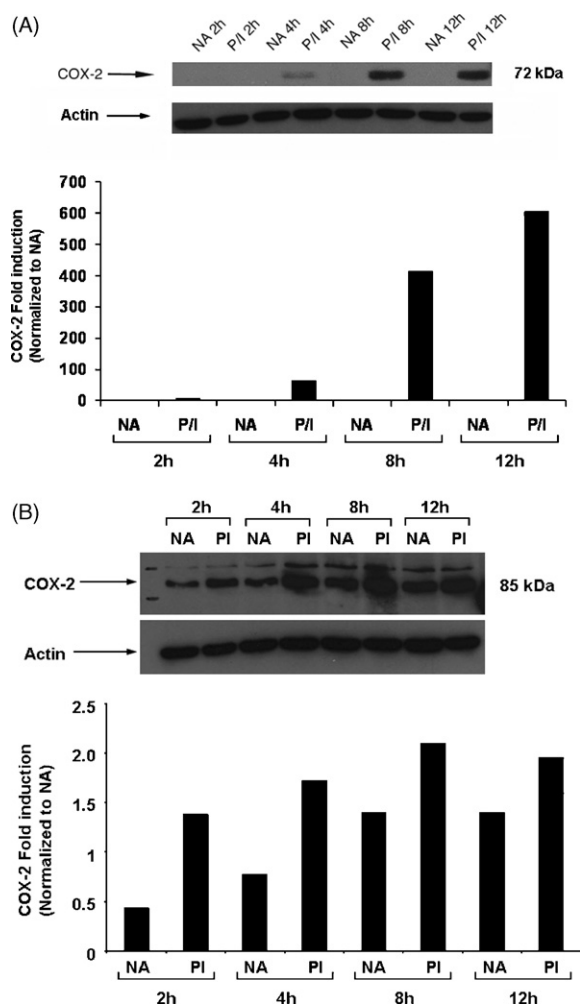 (A)
NA 2h P/I 2h NA 4h P/I 4h NA 8h P/I 8h NA 12h P/I 12h
COX-2 72 kDa
Actin
COX-2 Fold induction
(Normalized to NA)
700
600
500
400
300
200
100
0
NA P/I NA P/I NA P/I NA P/I
2h 4h 8h 12h
(B)
2h 4h 8h 12h
NA PI NA PI NA PI NA PI
COX-2 85 kDa
Actin
COX-2 Fold induction
(Normalized to NA)
2.5
2.0
1.5
1
0.5
0
NA PI NA PI NA PI NA PI
2h 4h 8h 12h